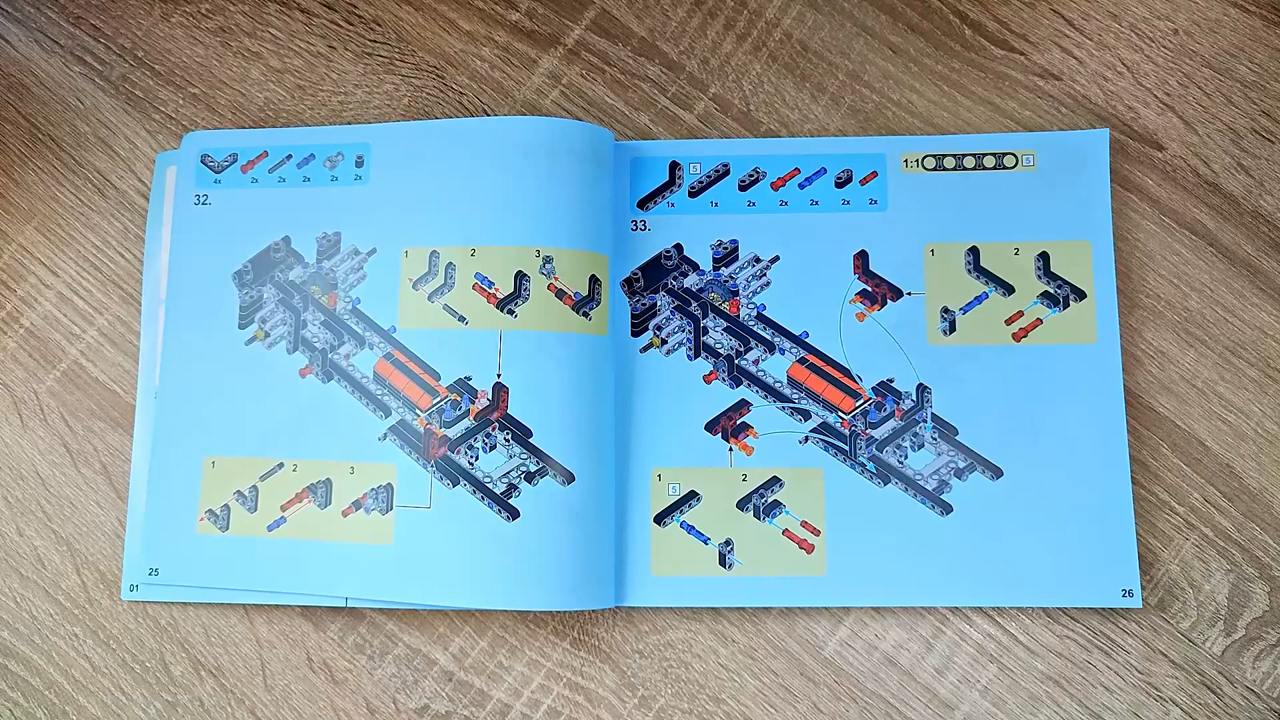 4x 2x 2x 2x 2x 2x
32.
1 2 3
1 2 3
25
01
5
1x 1x 2x 2x 2x 2x 2x
1:1 5
33.
1 2
1 5 2
26